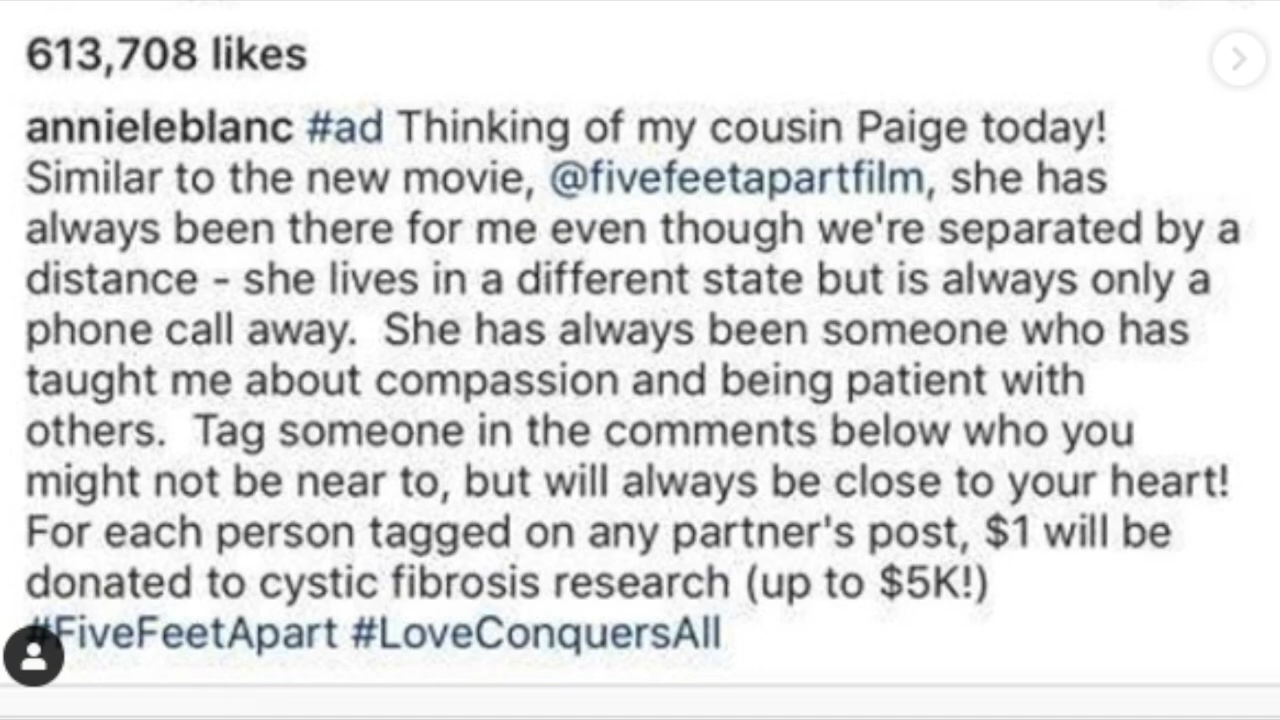 613,708 likes
annieleblanc #ad Thinking of my cousin Paige today!
Similar to the new movie, @fivefeetapartfilm, she has
always been there for me even though we're separated by a
distance - she lives in a different state but is always only a
phone call away.  She has always been someone who has
taught me about compassion and being patient with
others.  Tag someone in the comments below who you
might not be near to, but will always be close to your heart!
For each person tagged on any partner's post, $1 will be
donated to cystic fibrosis research (up to $5K!)
#FiveFeetApart #LoveConquersAll